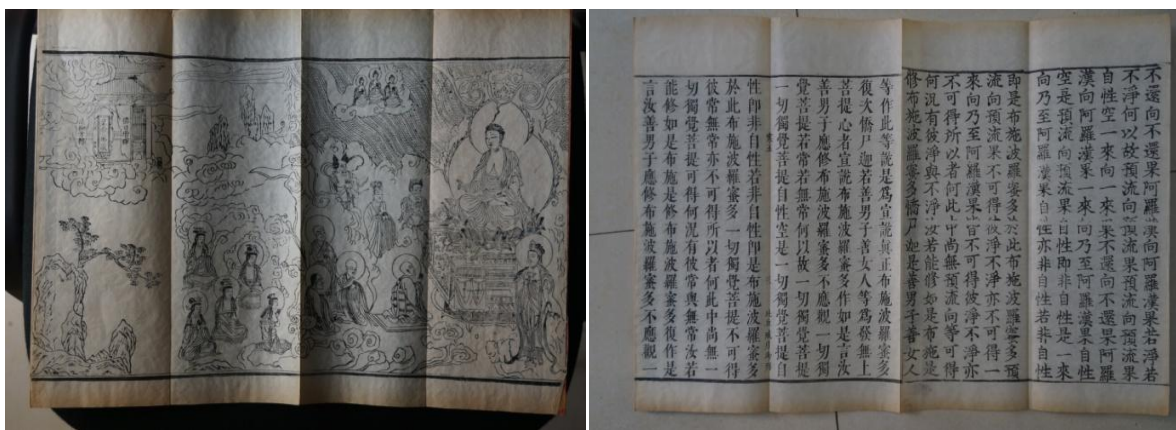 不還向不還果阿羅漢向阿羅漢果若淨若
不淨何以故預流向預流果預流向預流果
自性空一來向一來果不還向不還果阿羅
漢向阿羅漢果一來向乃至阿羅漢果自性
空是預流向預流果自性即非自性是一來
向乃至阿羅漢果自性亦非自性若非自性
即是布施波羅蜜多於此布施波羅蜜多預
流向預流果不可得彼淨不淨亦不可得一
來向乃至阿羅漢果皆不可得彼淨不淨亦
不可得所以者何此中尚無預流向等可得
何況有彼淨與不淨汝若能修如是布施是
修布施波羅蜜多憍尸迦是善男子善女人
等作此等說是為宣說真正布施波羅蜜多
復次憍尸迦若善男子善女人等為發無上
菩提心者宣說布施波羅蜜多作如是言汝
善男子應修布施波羅蜜多不應觀一切獨
覺菩提若常若無常何以故一切獨覺菩提
一切獨覺菩提自性空是一切獨覺菩提自
性即非自性若非自性即是布施波羅蜜多
於此布施波羅蜜多一切獨覺菩提不可得
彼常無常亦不可得所以者何此中尚無一
切獨覺菩提可得何況有彼常與無常汝若
能修如是布施是修布施波羅蜜多復作是
言汝善男子應修布施波羅蜜多不應觀一